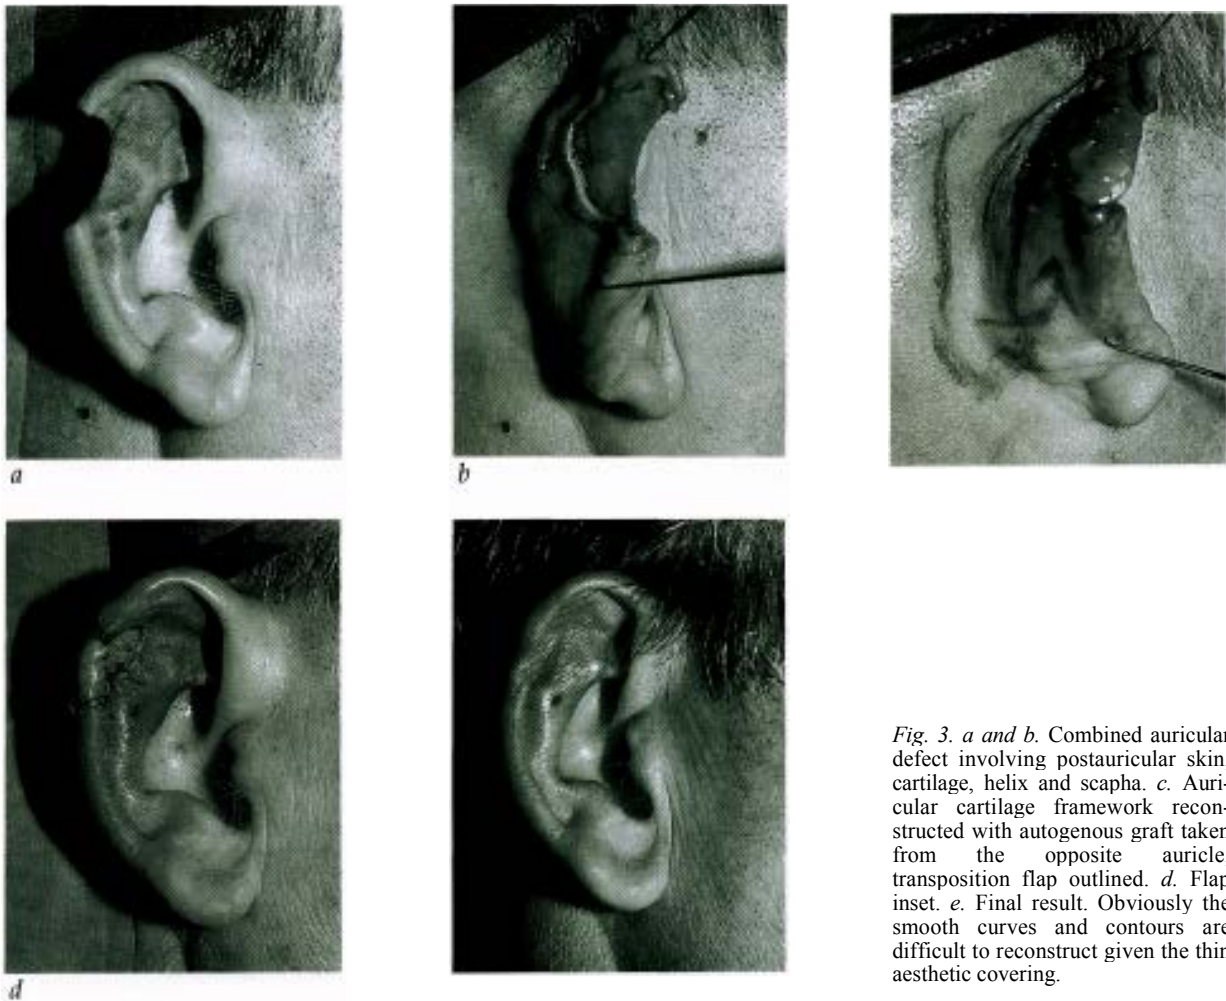 a
b
d
Fig. 3. a and b. Combined auricular
defect involving postauricular skin
cartilage, helix and scapha. c. Auri-
cular cartilage framework recon-
structed with autogenous graft taken
from the opposite auricle
transposition flap outlined. d. Flap
inset. e. Final result. Obviously the
smooth curves and contours are
difficult to reconstruct given the thin
aesthetic covering.